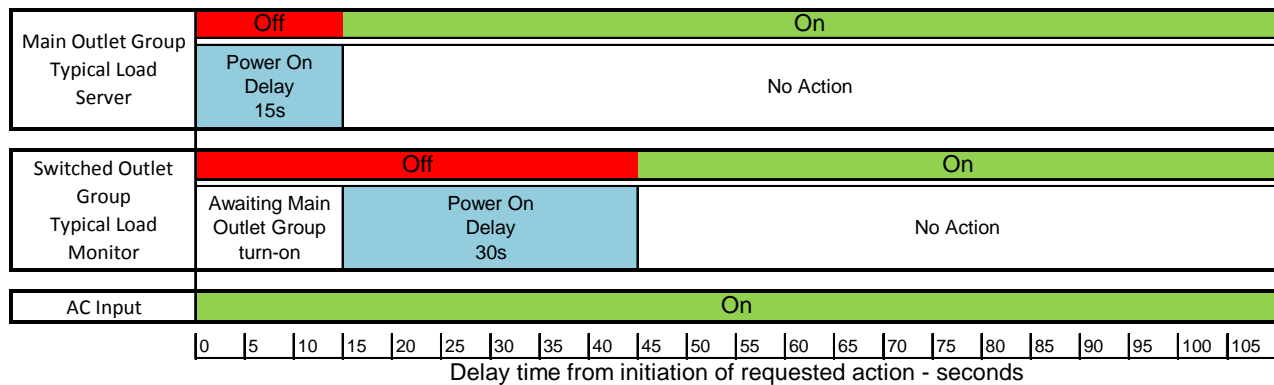 Main Outlet Group
Typical Load
Server
Off
On
Power On
Delay
15s
No Action
Switched Outlet
Group
Typical Load
Monitor
Off
On
Awaiting Main
Outlet Group
turn-on
Power On
Delay
30s
No Action
AC Input
On
0 5 10 15 20 25 30 35 40 45 50 55 60 65 70 75 80 85 90 95 100 105
Delay time from initiation of requested action - seconds